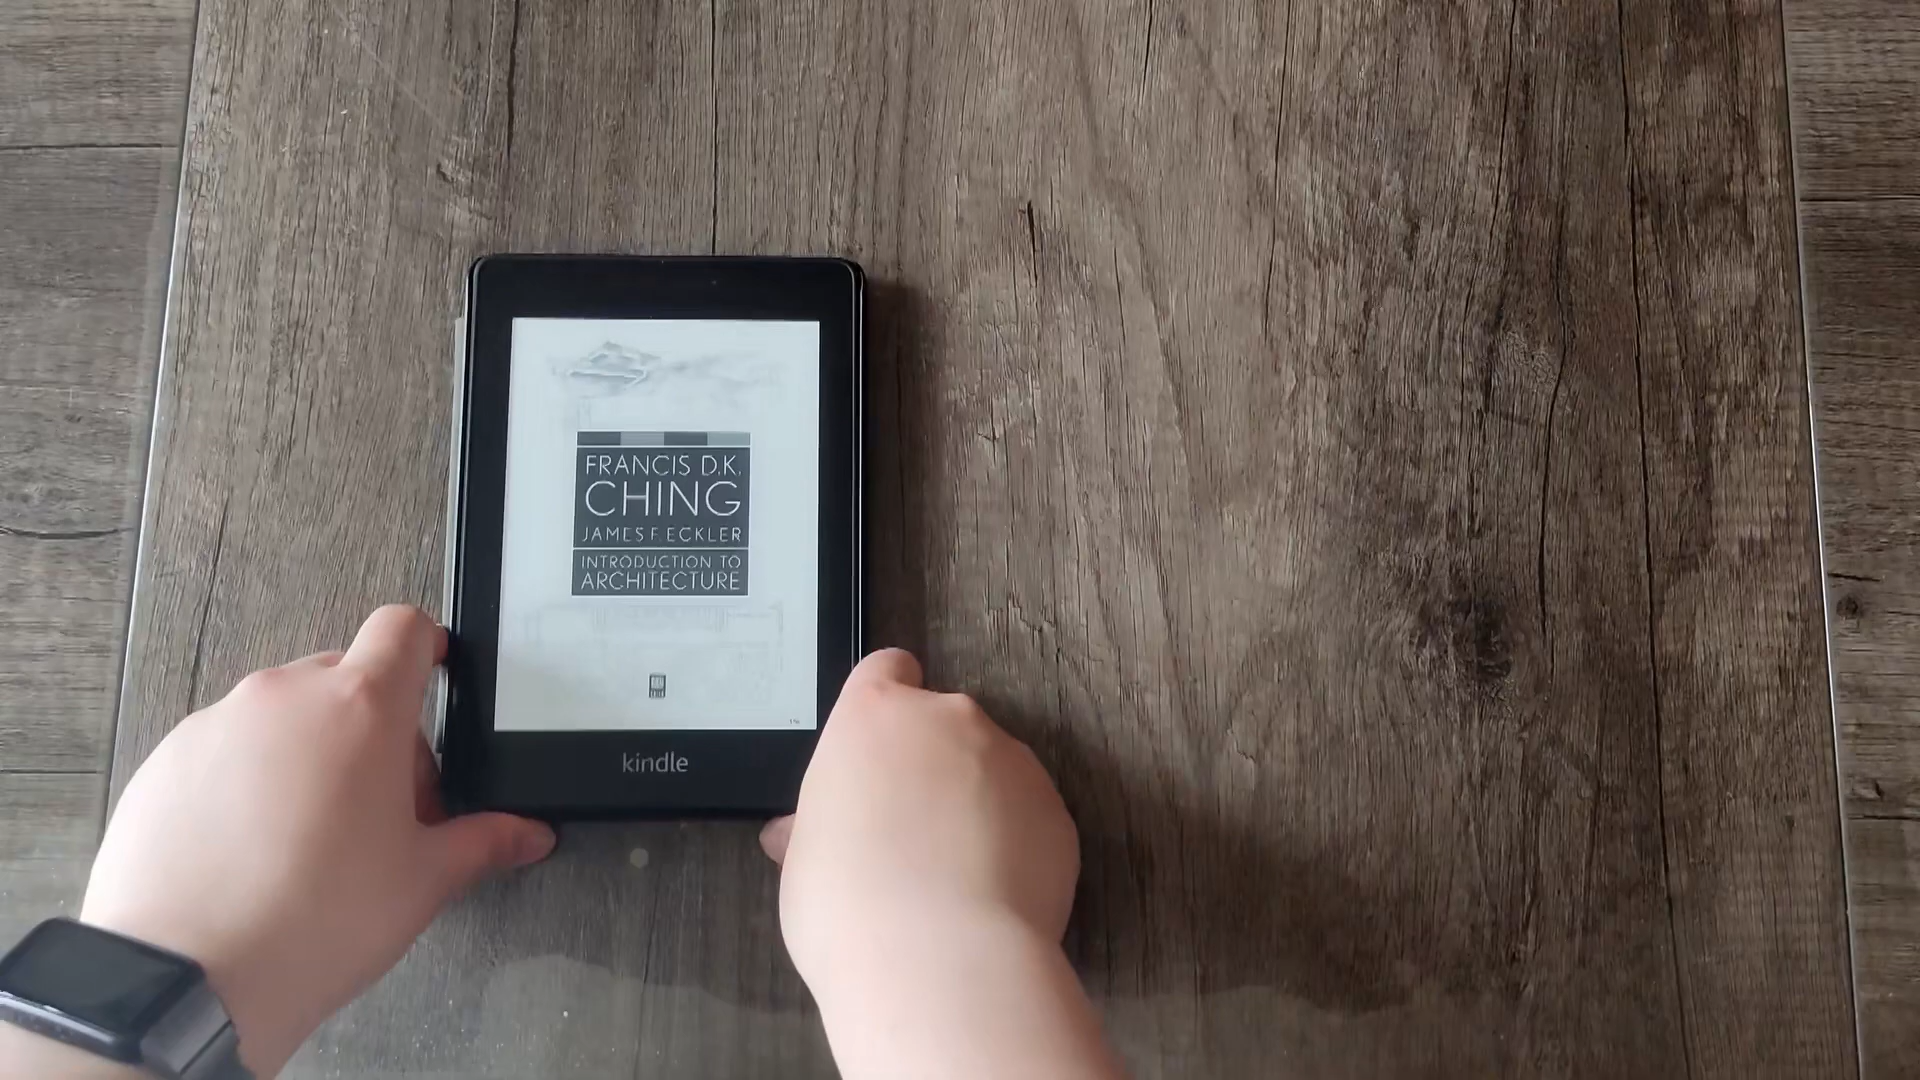 FRANCIS D.K.
CHING
JAMES F. ECKLER
INTRODUCTION TO
ARCHITECTURE
kindle